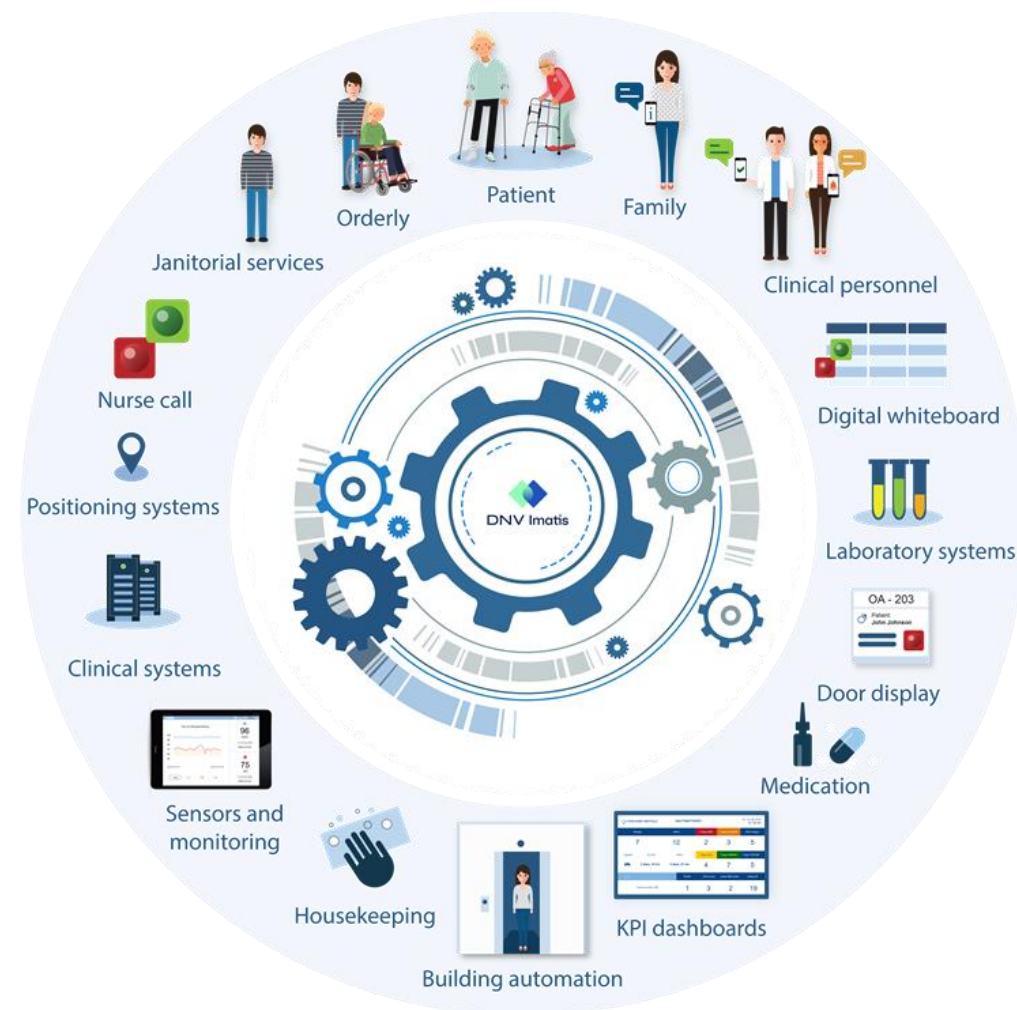 Patient
Family
Orderly
Janitorial services
Clinical personnel
Nurse call
Digital whiteboard
Positioning systems
DNV Imatis
Laboratory systems
OA - 203
Patient
John Johnson
Clinical systems
Door display
96
75
Medication
Sensors and
monitoring
7 12 2 3 5
4 7 5
1 3 2 19
Housekeeping
KPI dashboards
Building automation